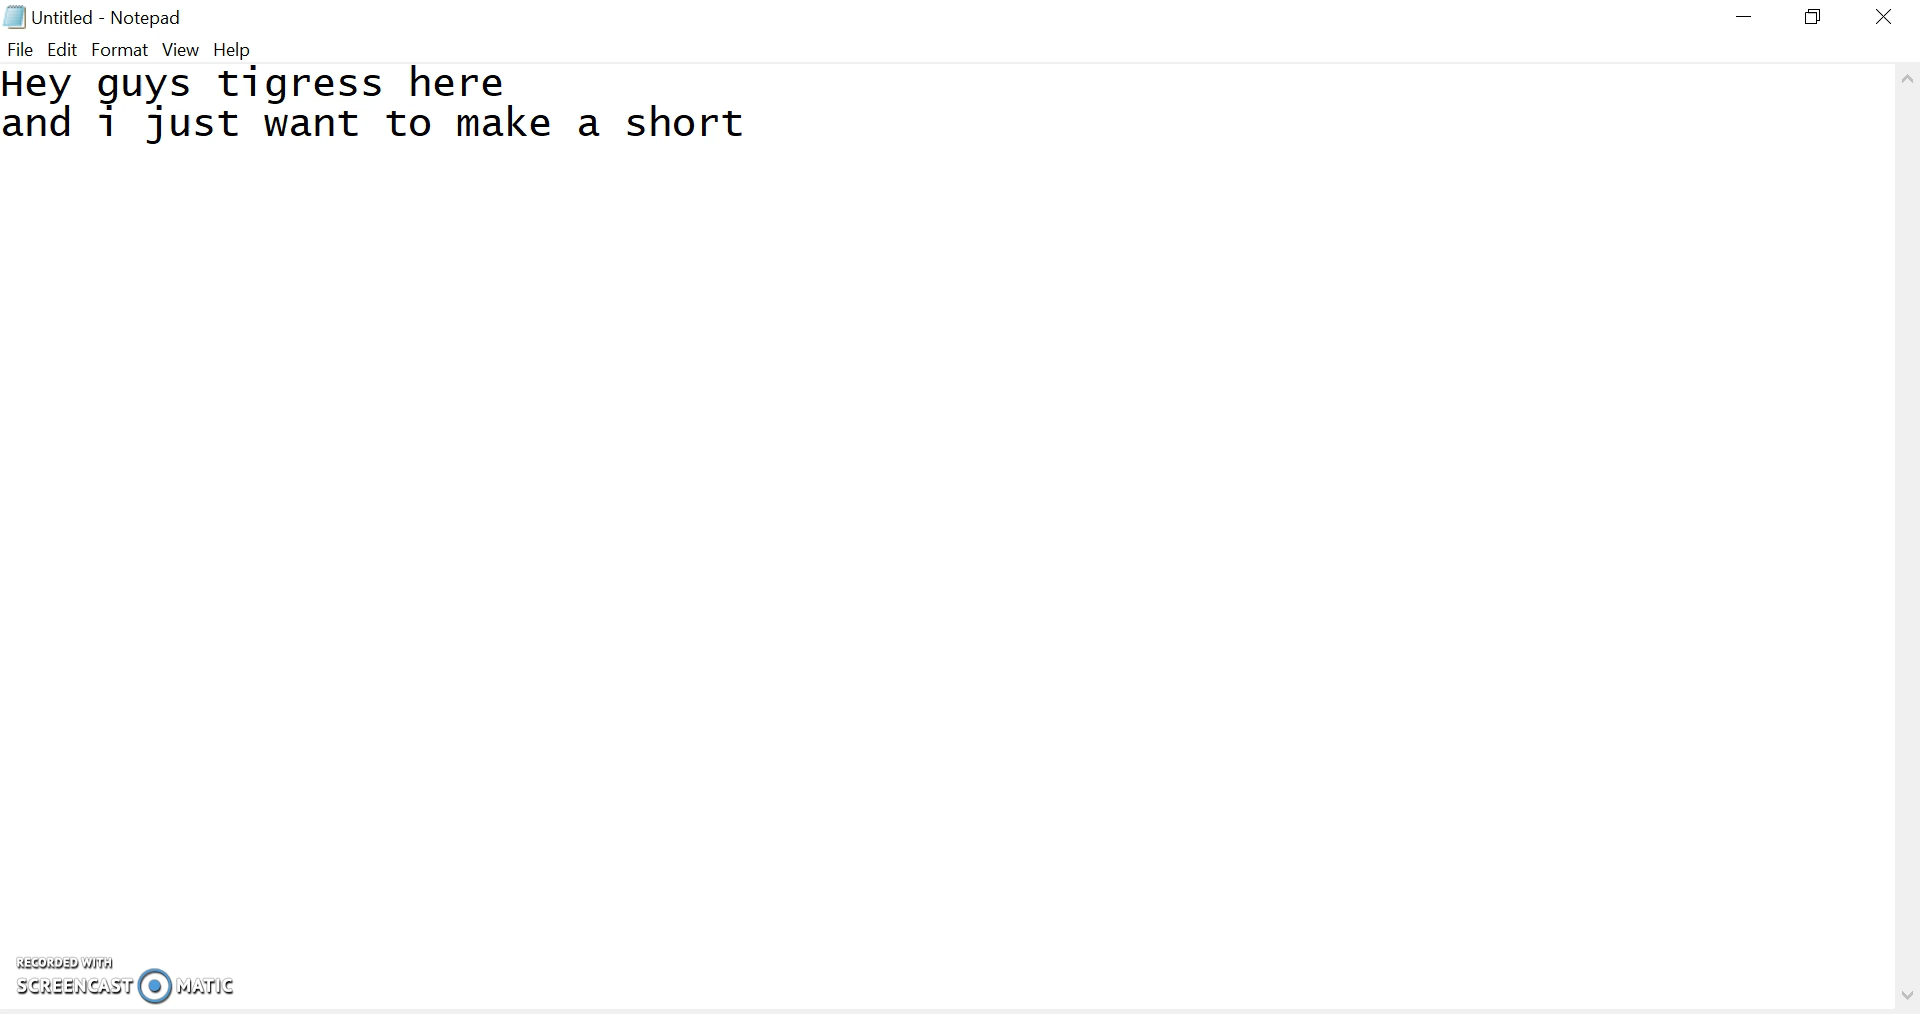 Untitled - Notepad
File Edit Format View Help
Hey guys tigress here
and i just want to make a short
RECORDED WITH
SCREENCAST MATIC